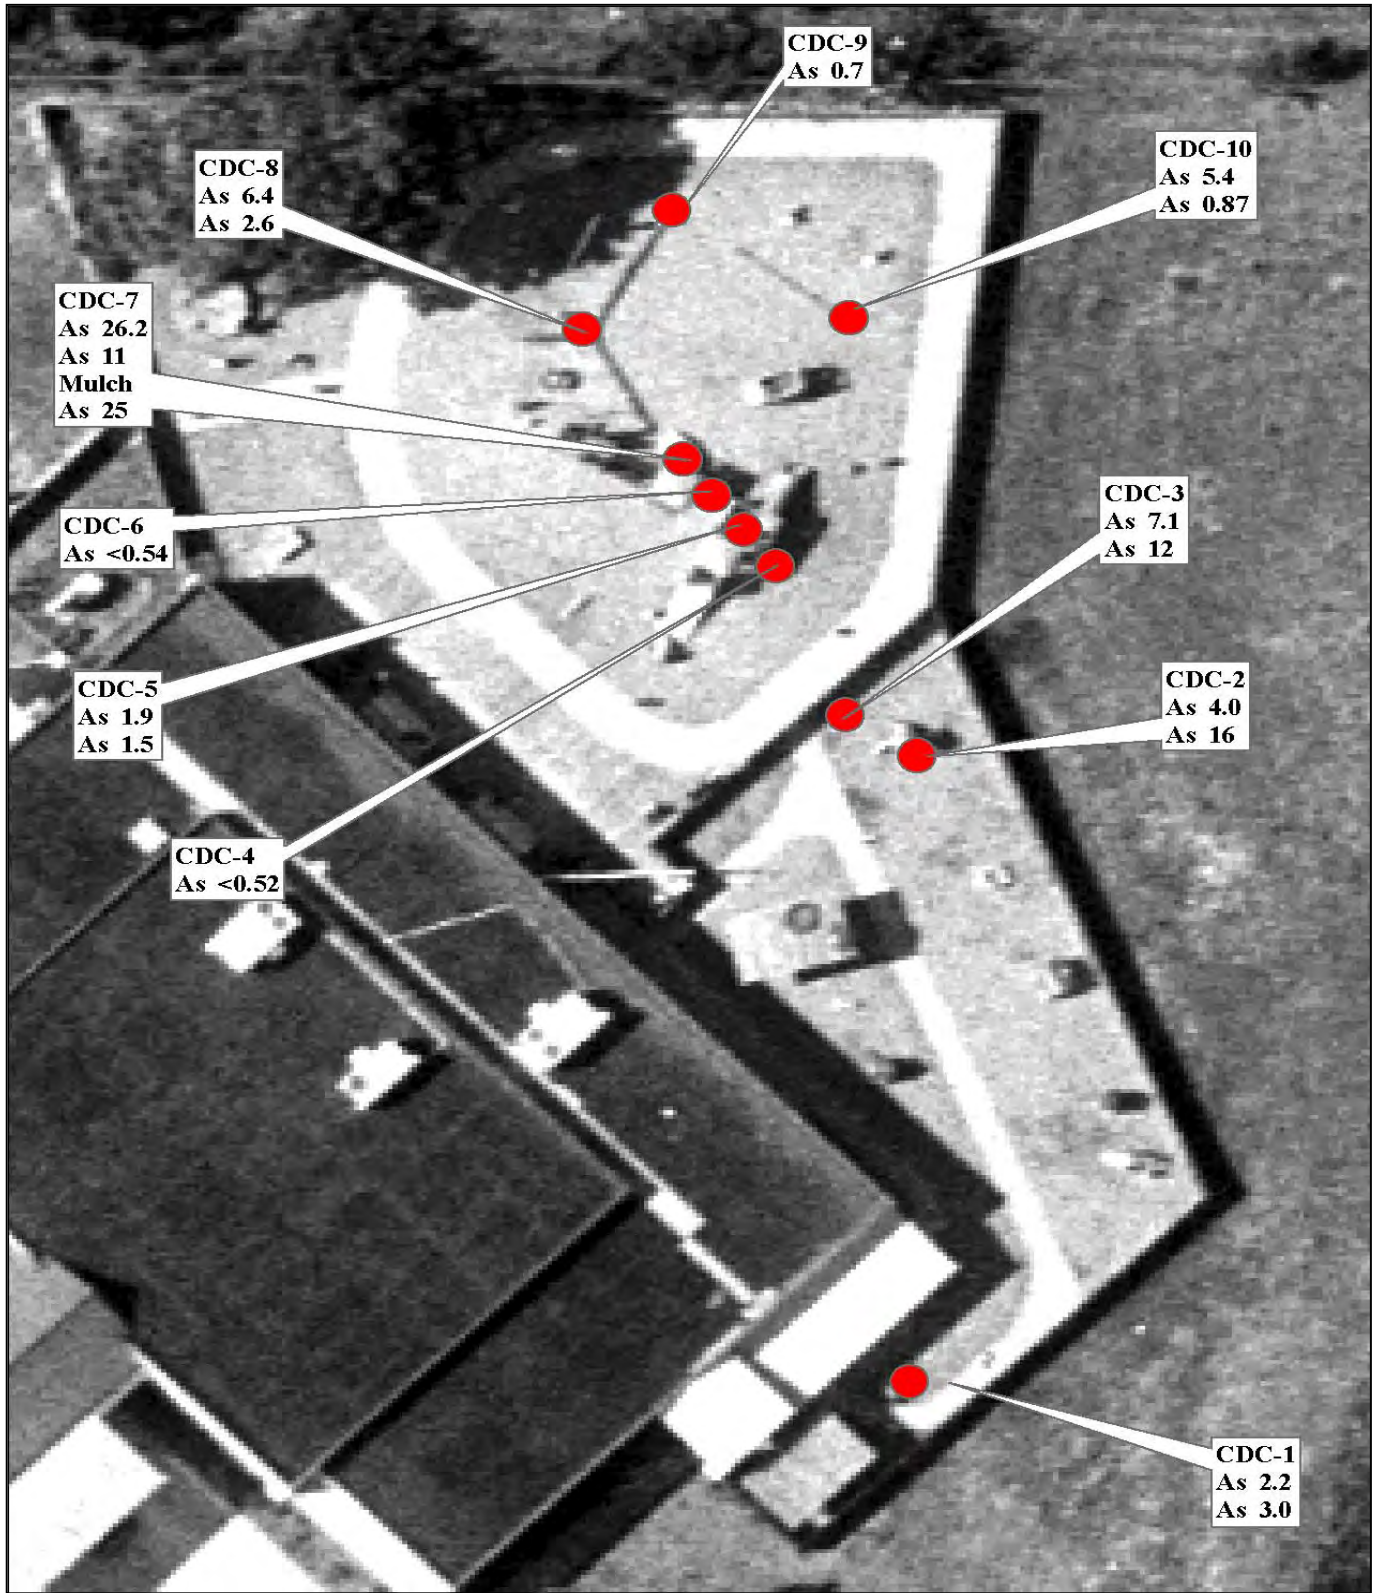 CDC-9
As 0.7
CDC-10
As 5.4
As 0.87
CDC-8
As 6.4
As 2.6
CDC-7
As 26.2
As 11
Mulch
As 25
CDC-3
As 7.1
As 12
CDC-6
As <0.54
CDC-5
As 1.9
As 1.5
CDC-2
As 4.0
As 16
CDC-4
As <0.52
CDC-1
As 2.2
As 3.0